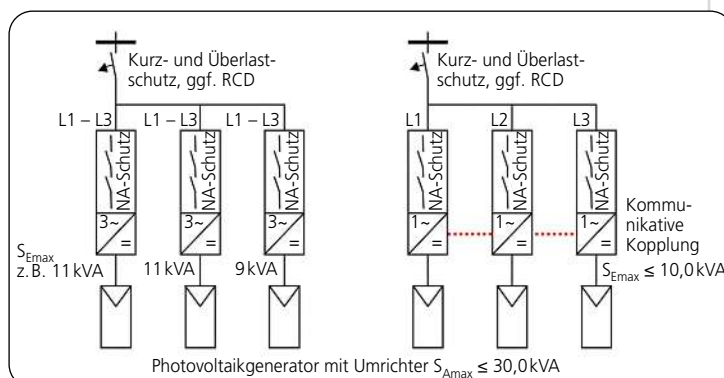 Kurz- und Überlast-
schutz, ggf. RCD
L1 – L3
L1 – L3
L1 – L3
NA-Schutz
NA-Schutz
NA-Schutz
3~
=
3~
=
3~
=
SEmax
z.B. 11 kVA
11 kVA
9 kVA
Kurz- und Überlast-
schutz, ggf. RCD
L1
L2
L3
NA-Schutz
NA-Schutz
NA-Schutz
1~
=
1~
=
1~
=
Kommu-
nikative
Kopplung
SEmax ≤ 10,0 kVA
Photovoltaikgenerator mit Umrichter SAmax ≤ 30,0 kVA